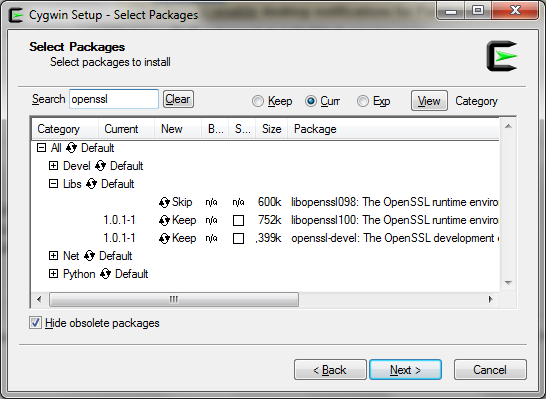 Cygwin Setup - Select Packages
Select Packages
Select packages to install
Search openssl Clear Keep Curr Exp View Category
Category Current New B... S... Size Package
All Default
Devel Default
Libs Default
Skip n/a n/a 600k libopenssl098: The OpenSSL runtime enviro
1.0.1-1 Keep n/a 752k libopenssl100: The OpenSSL runtime enviro
1.0.1-1 Keep n/a ,399k openssl-devel: The OpenSSL development e
Net Default
Python Default
Hide obsolete packages
< Back Next > Cancel